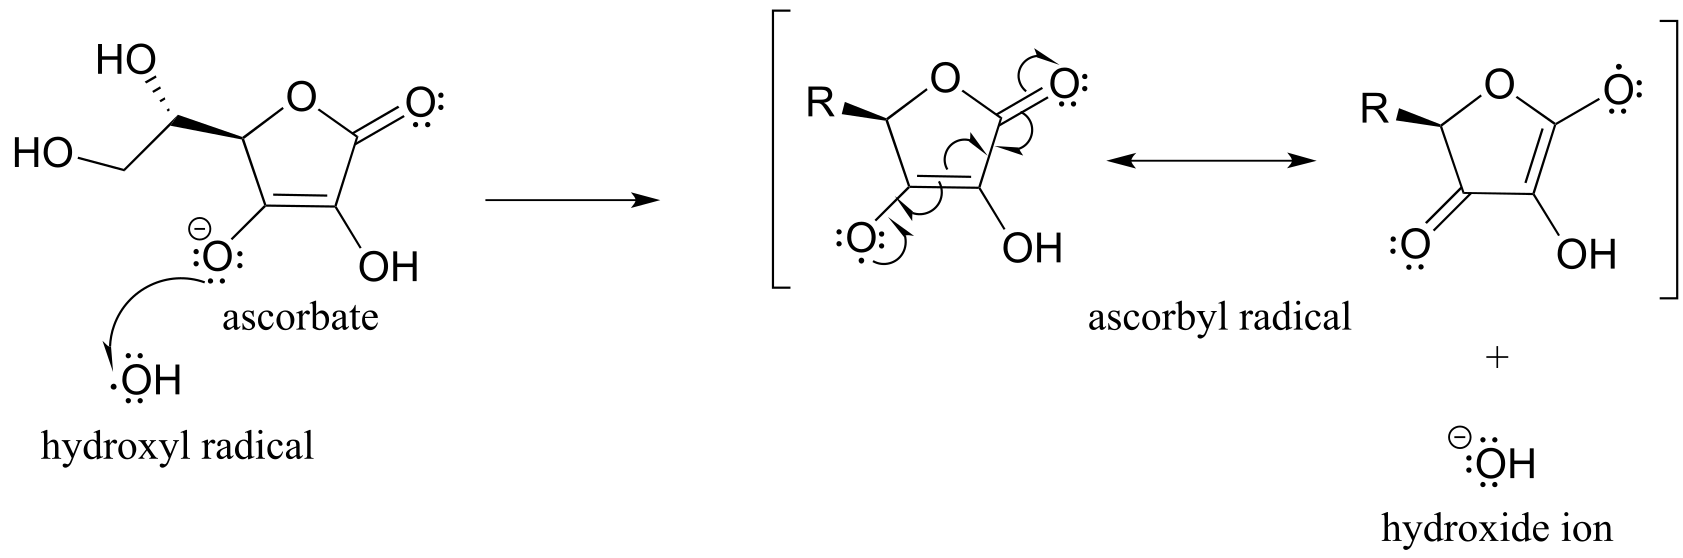 HO
O
O
HO
O
OH
ascorbate
OH
hydroxyl radical
R
O
O
O
OH
R
O
O
O
OH
ascorbyl radical
+
OH
hydroxide ion